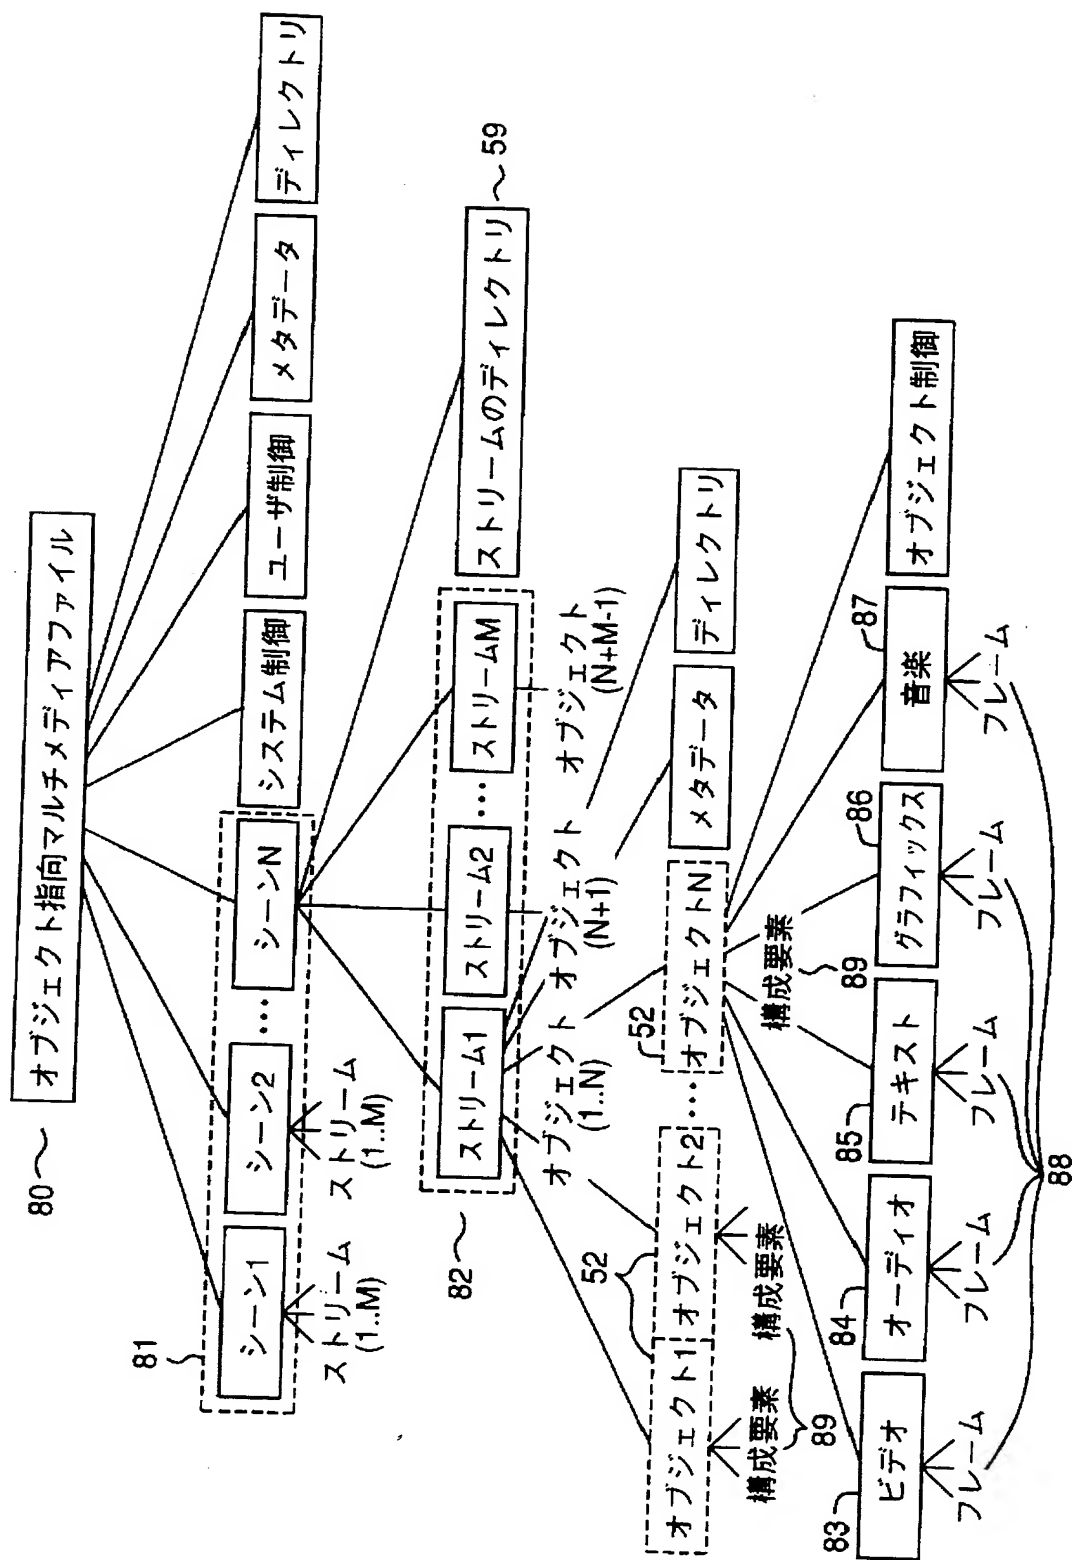 80
オブジェクト指向マルチメディアファイル
81
シーン1
シーン2
...
シーンN
システム制御
ユーザ制御
メタデータ
ディレクトリ
ストリーム
(1..M)
ストリーム
(1..M)
82
ストリーム1
ストリーム2
...
ストリームM
ストリームのディレクトリ
59
オブジェクト
(1..N)
オブジェクト
(N+1)
オブジェクト
(N+M-1)
52
オブジェクト1
オブジェクト2
...
52
オブジェクトN
メタデータ
ディレクトリ
構成要素
構成要素
89
構成要素
89
83
ビデオ
84
オーディオ
85
テキスト
86
グラフィックス
87
音楽
オブジェクト制御
フレーム
フレーム
フレーム
フレーム
フレーム
88